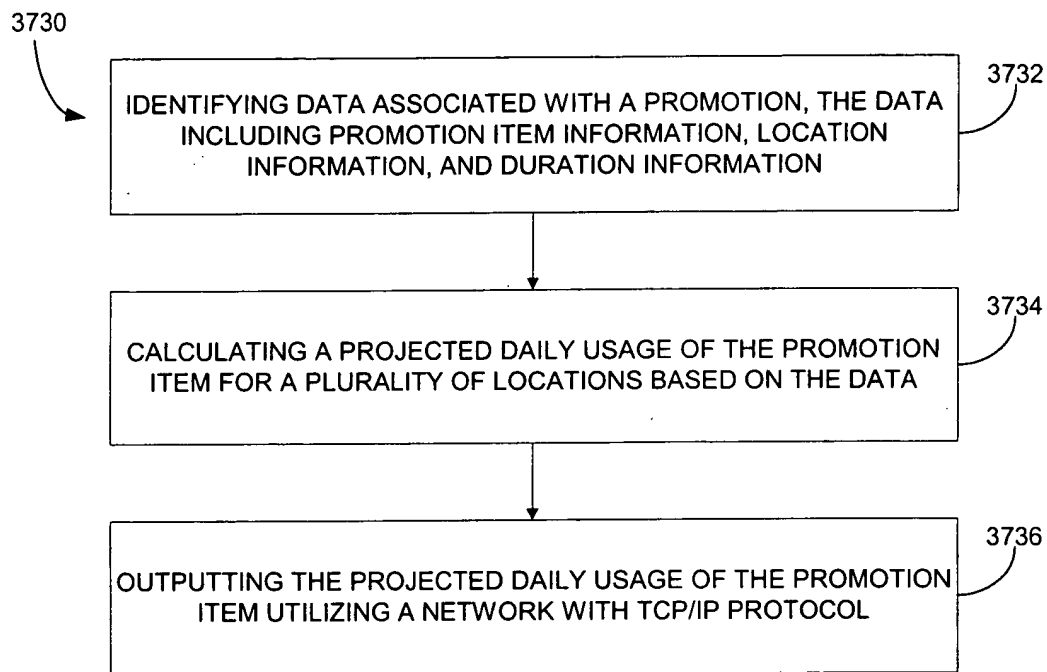 3730
3732
IDENTIFYING DATA ASSOCIATED WITH A PROMOTION, THE DATA
INCLUDING PROMOTION ITEM INFORMATION, LOCATION
INFORMATION, AND DURATION INFORMATION
3734
CALCULATING A PROJECTED DAILY USAGE OF THE PROMOTION
ITEM FOR A PLURALITY OF LOCATIONS BASED ON THE DATA
3736
OUTPUTTING THE PROJECTED DAILY USAGE OF THE PROMOTION
ITEM UTILIZING A NETWORK WITH TCP/IP PROTOCOL